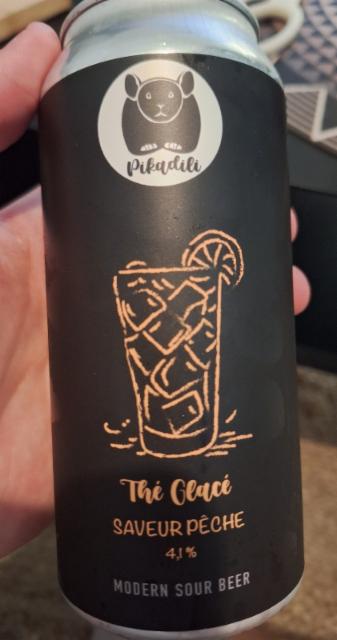 Pikadili
Thé Glacé
SAVEUR PÊCHE
4,1 %
MODERN SOUR BEER